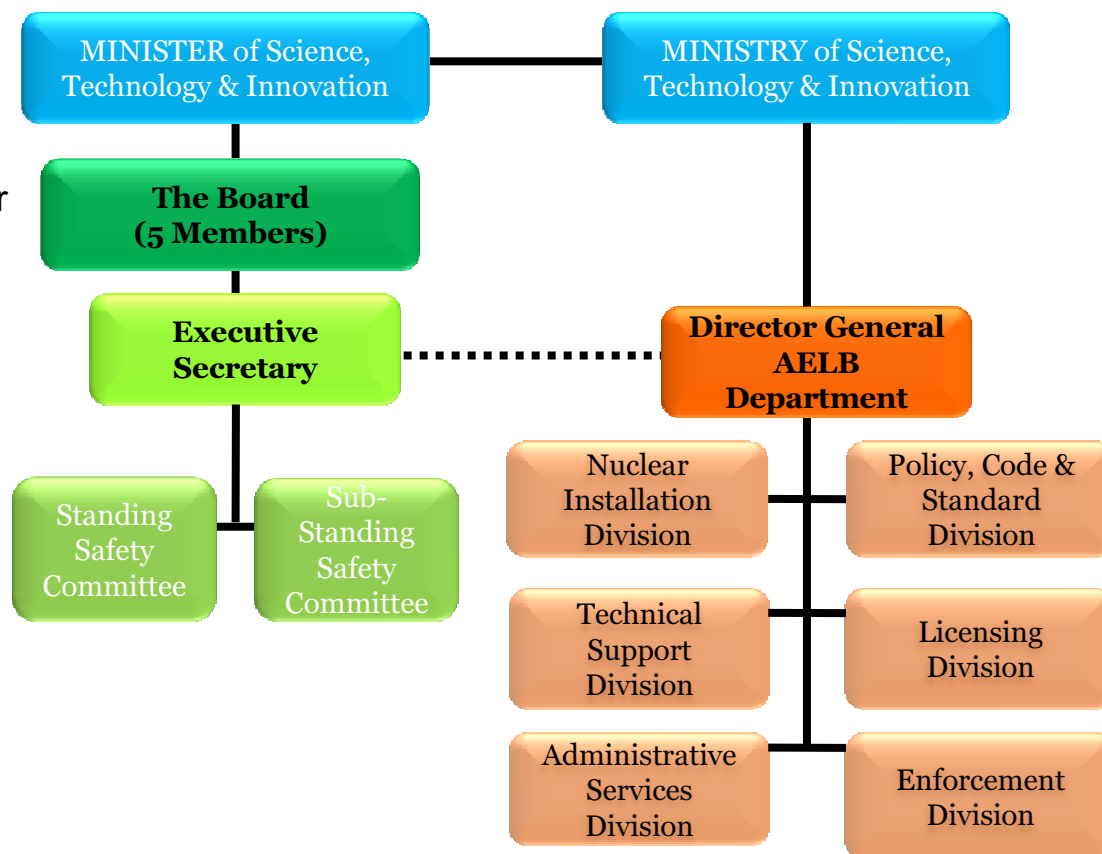 MINISTER of Science,
Technology & Innovation
MINISTRY of Science,
Technology & Innovation
r
The Board
(5 Members)
Executive
Secretary
Director General
AELB
Department
Standing
Safety
Committee
Sub-
Standing
Safety
Committee
Nuclear
Installation
Division
Policy, Code &
Standard
Division
Technical
Support
Division
Licensing
Division
Administrative
Services
Division
Enforcement
Division